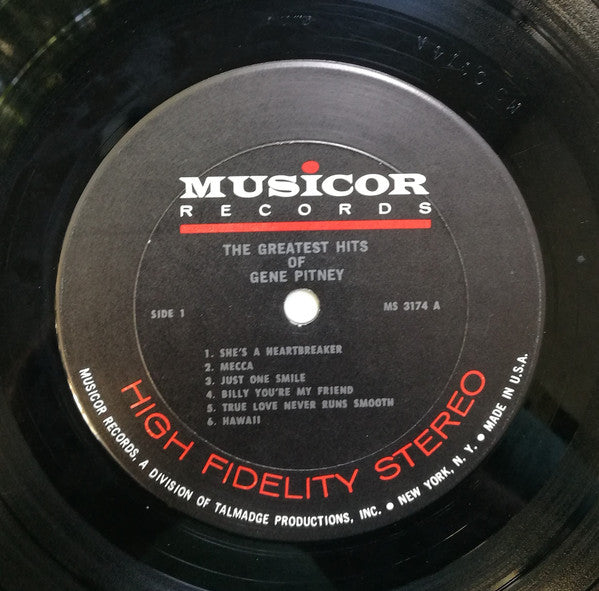 MUSiCOR
RECORDS
THE GREATEST HITS
OF
GENE PITNEY
SIDE 1
MS 3174 A
1. SHE'S A HEARTBREAKER
2. MECCA
3. JUST ONE SMILE
4. BILLY YOU'RE MY FRIEND
5. TRUE LOVE NEVER RUNS SMOOTH
6. HAWAII
HIGH FIDELITY STEREO
MUSICOR RECORDS, A DIVISION OF TALMADGE PRODUCTIONS, INC. ● NEW YORK, N. Y. ● MADE IN U.S.A.